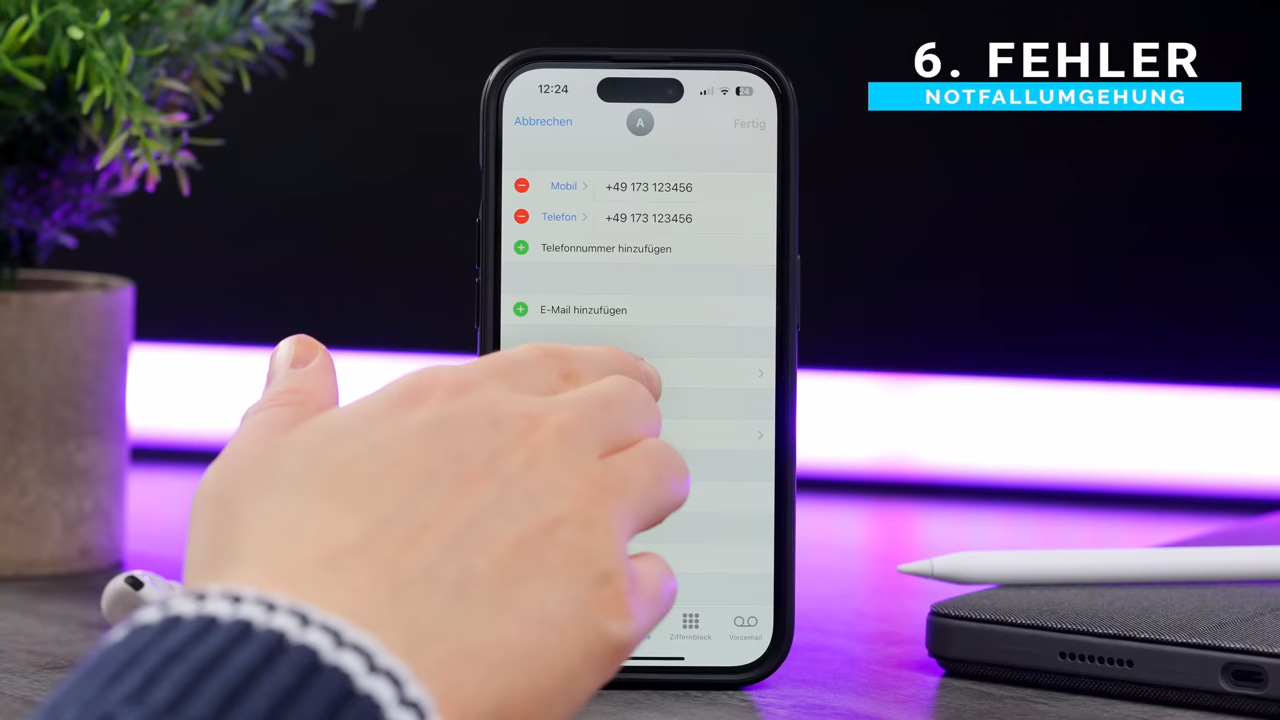 6. FEHLER
NOTFALLUMGEHUNG
12:24
24
Abbrechen
A
Fertig
Mobil
+49 173 123456
Telefon
+49 173 123456
Telefonnummer hinzufügen
E-Mail hinzufügen
Ziffernblock
Voicemail